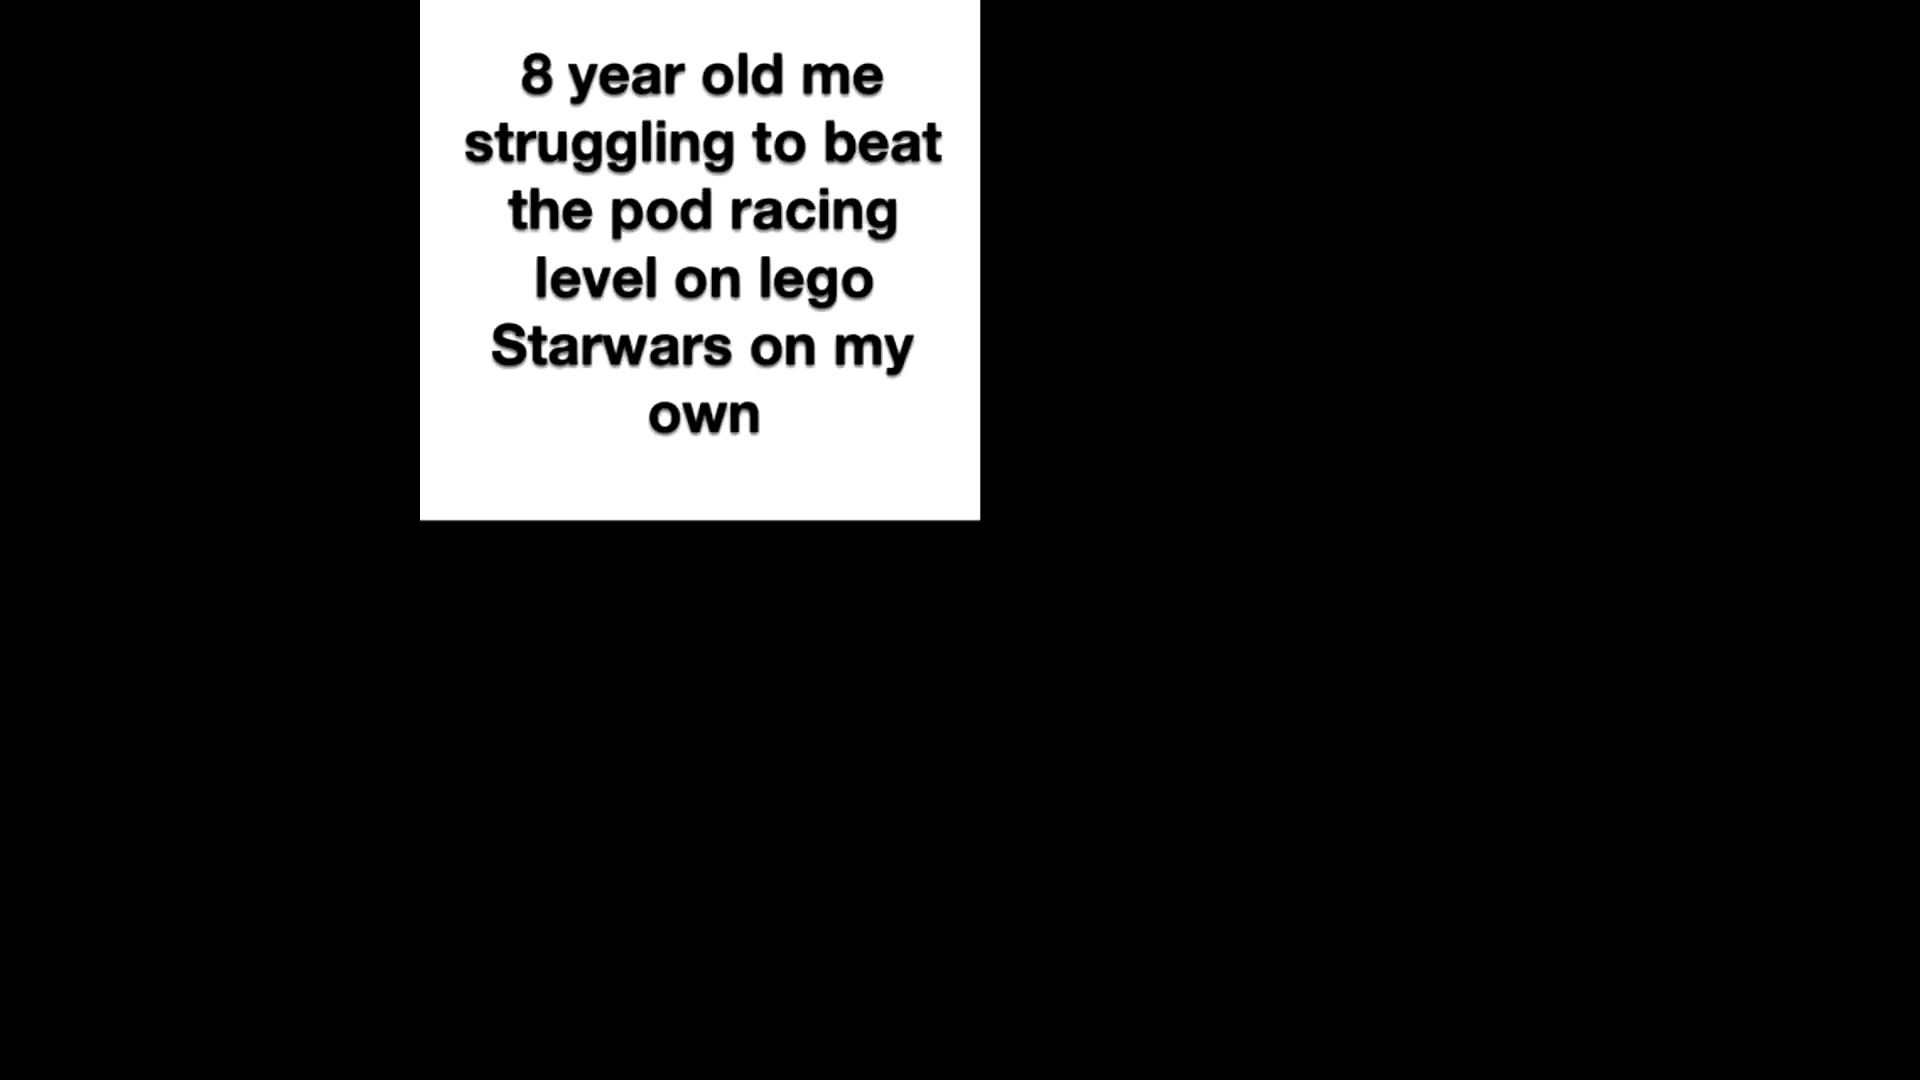 8 year old me
struggling to beat
the pod racing
level on lego
Starwars on my
own